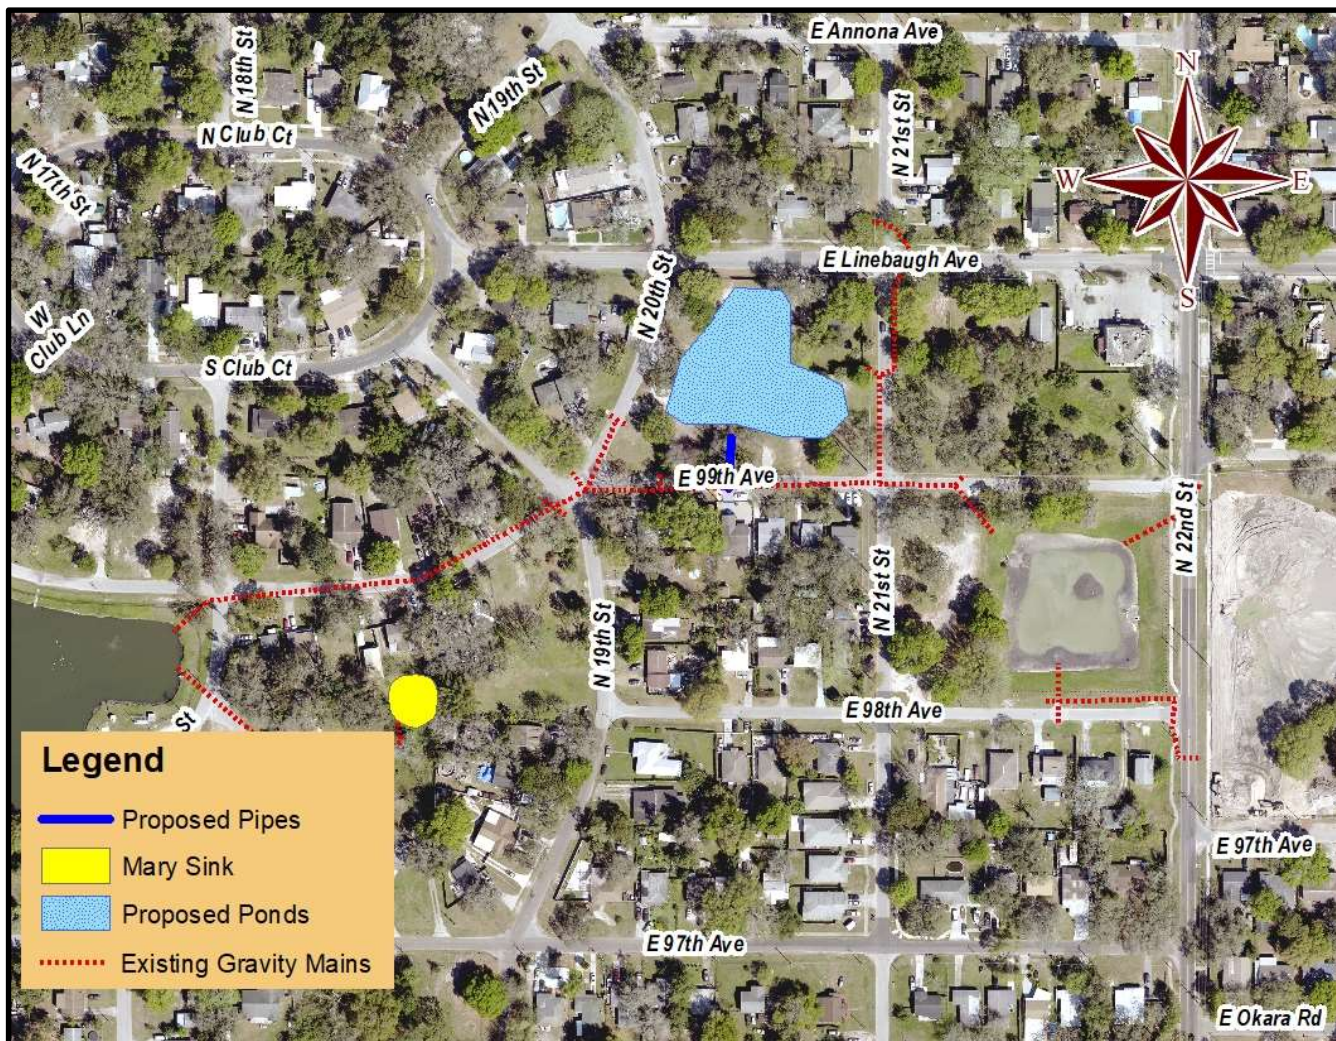 E Annona Ave
N 18th St
N 19th St
N Club Ct
N 21st St
N
N 17th St
W
E
E Linebaugh Ave
N 20th St
S
W
Club Ln
S Club Ct
E 99th Ave
N 22nd St
N 21st St
N 19th St
E 98th Ave
St
Legend
Proposed Pipes
Mary Sink
Proposed Ponds
Existing Gravity Mains
E 97th Ave
E 97th Ave
E Okara Rd